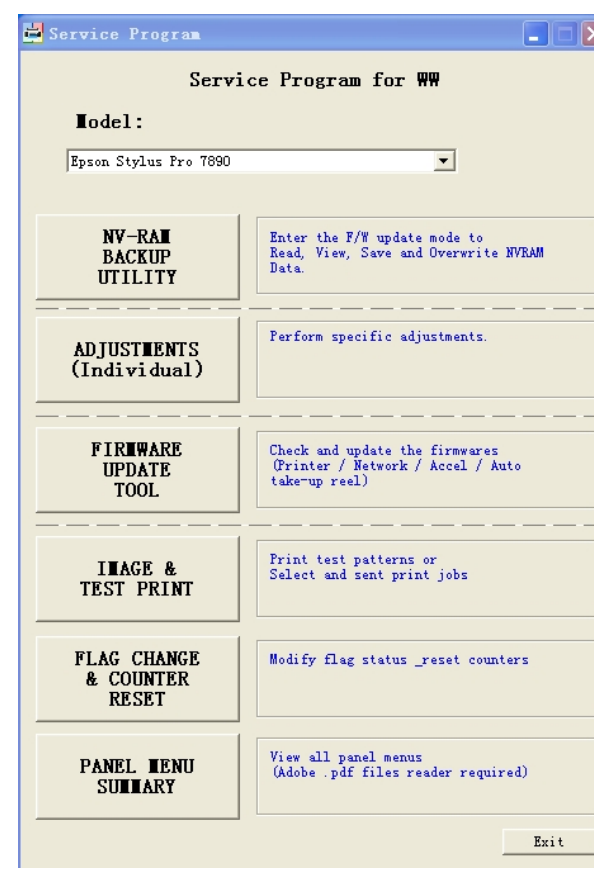 Service Program
Service Program for WW
Model:
Epson Stylus Pro 7890
NV-RAM
BACKUP
UTILITY
Enter the F/W update mode to
Read, View, Save and Overwrite NVRAM
Data.
ADJUSTMENTS
(Individual)
Perform specific adjustments.
FIRMWARE
UPDATE
TOOL
Check and update the firmwares
(Printer / Network / Accel / Auto
take-up reel)
IMAGE &
TEST PRINT
Print test patterns or
Select and sent print jobs
FLAG CHANGE
& COUNTER
RESET
Modify flag status _reset counters
PANEL MENU
SUMMARY
View all panel menus
(Adobe .pdf files reader required)
Exit